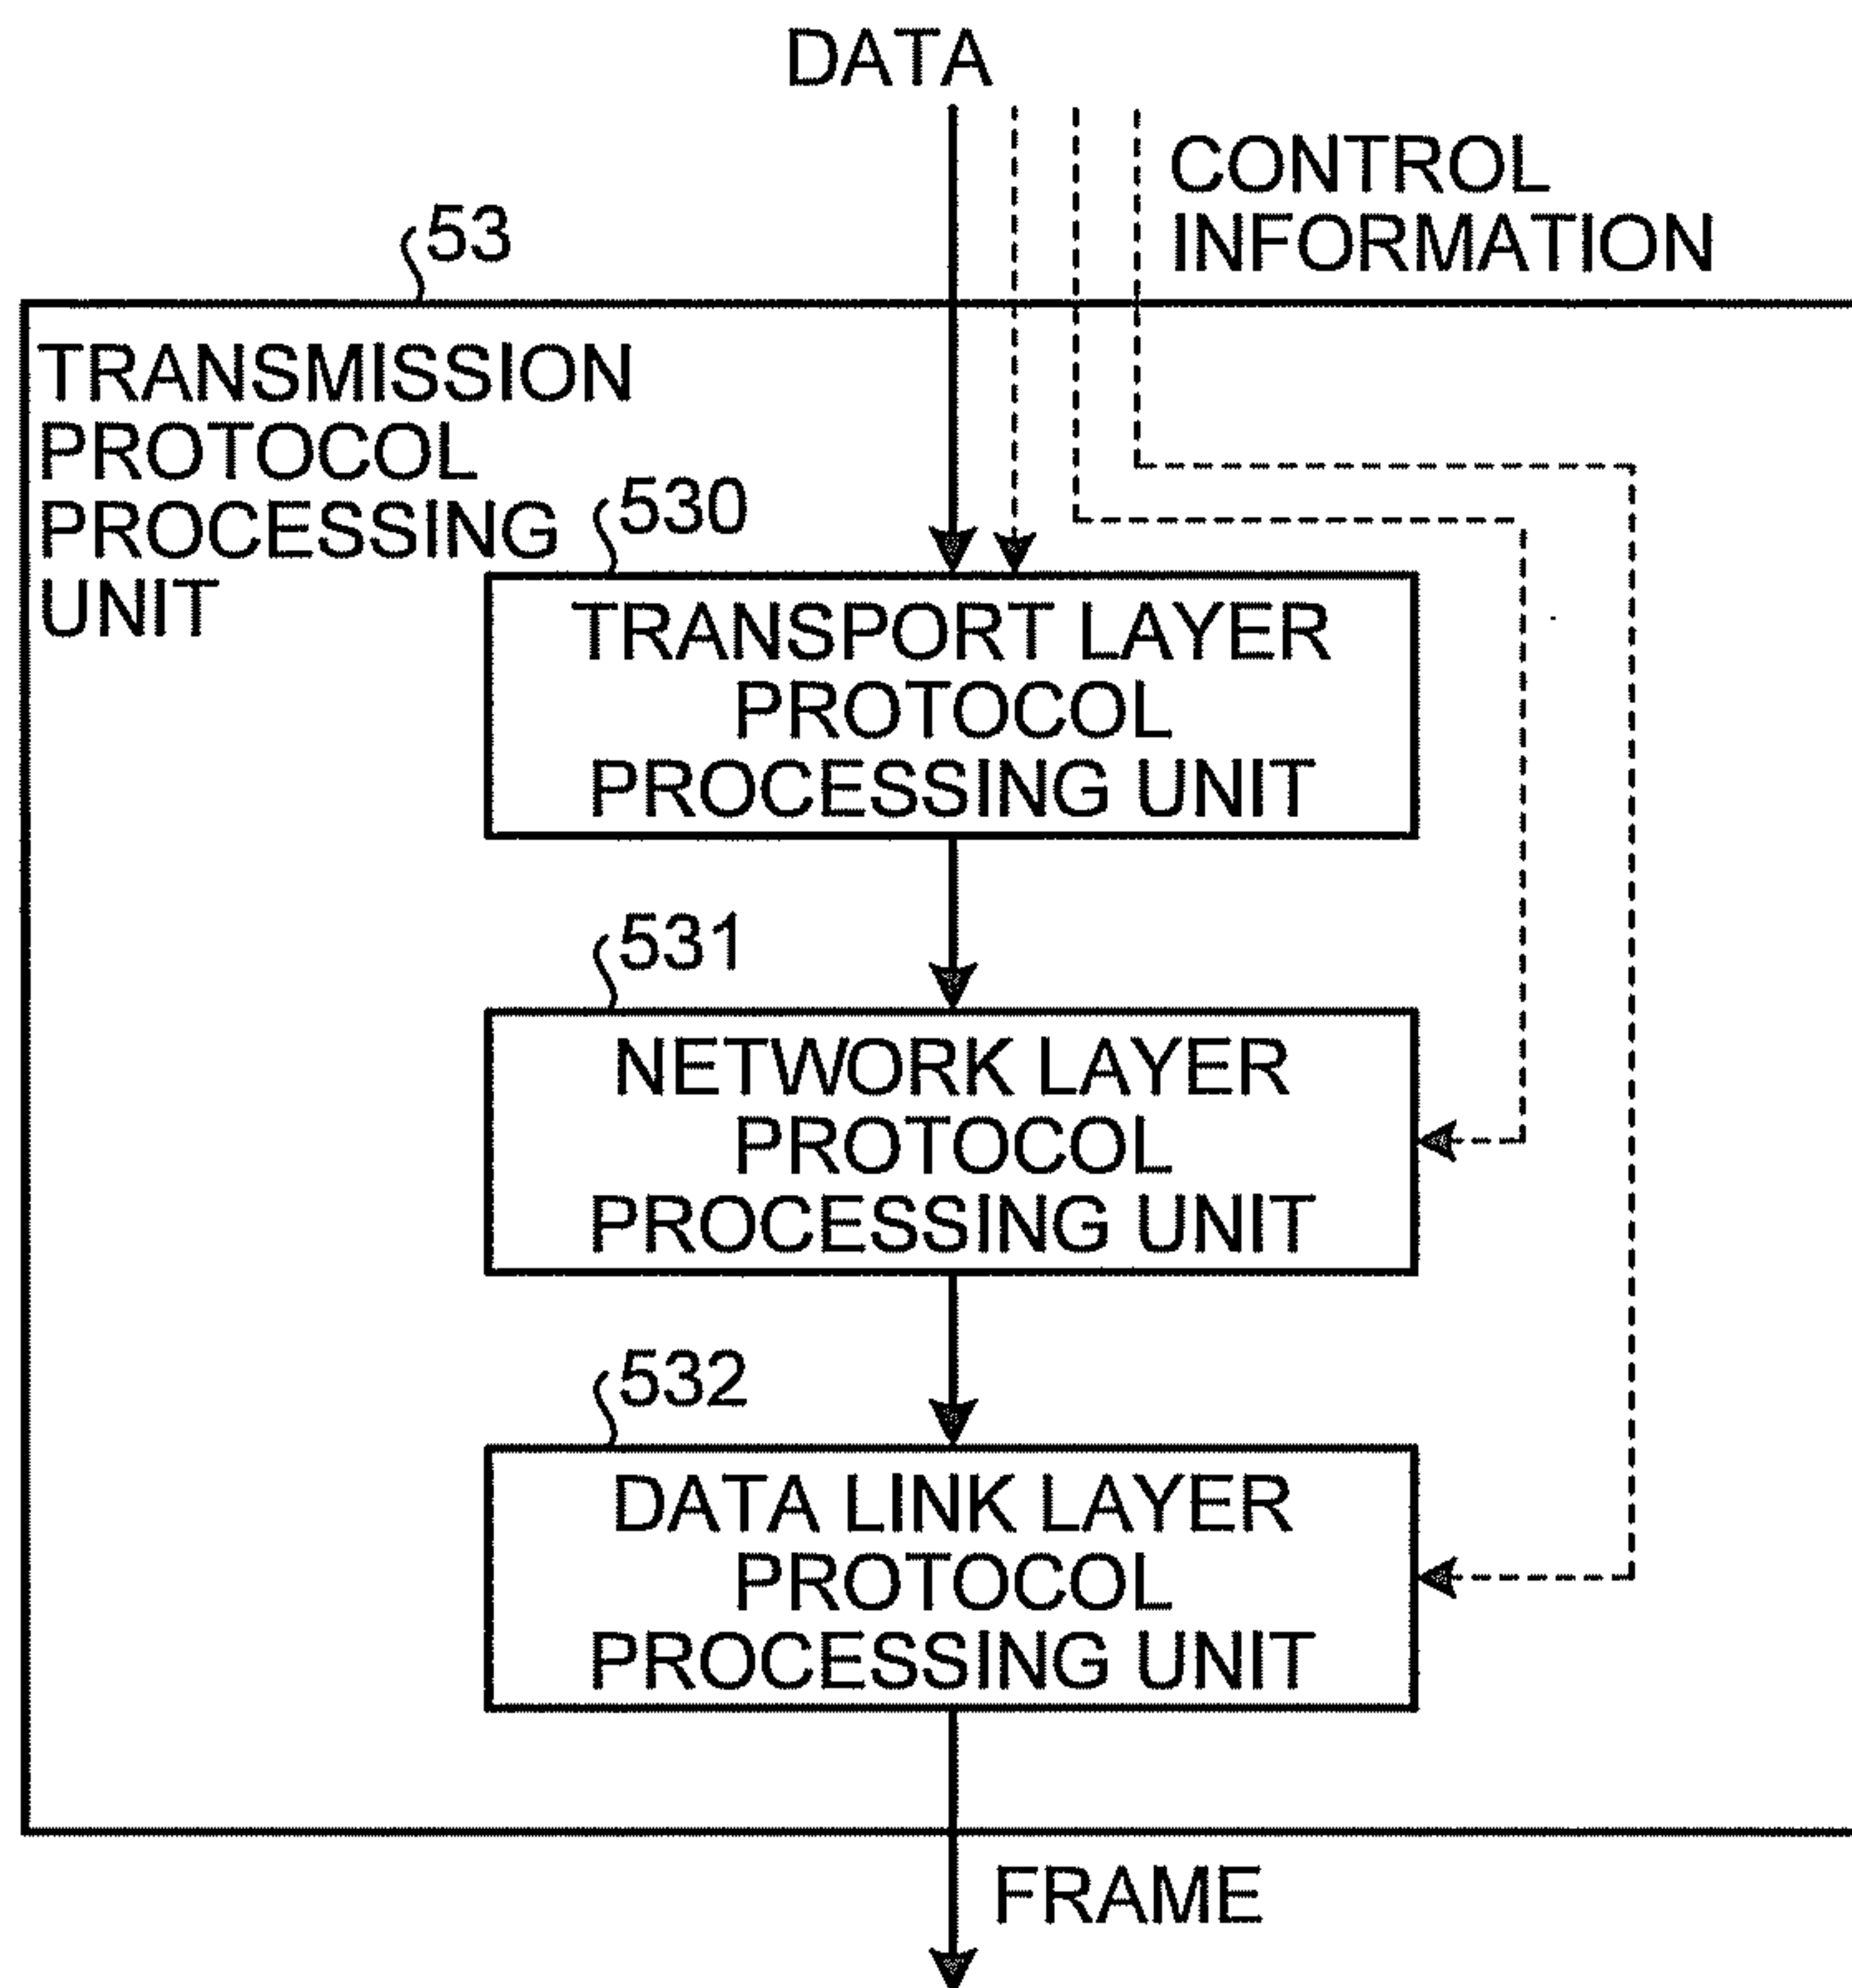 DATA
CONTROL
INFORMATION
53
TRANSMISSION
PROTOCOL
PROCESSING
UNIT
530
TRANSPORT LAYER
PROTOCOL
PROCESSING UNIT
531
NETWORK LAYER
PROTOCOL
PROCESSING UNIT
532
DATA LINK LAYER
PROTOCOL
PROCESSING UNIT
FRAME